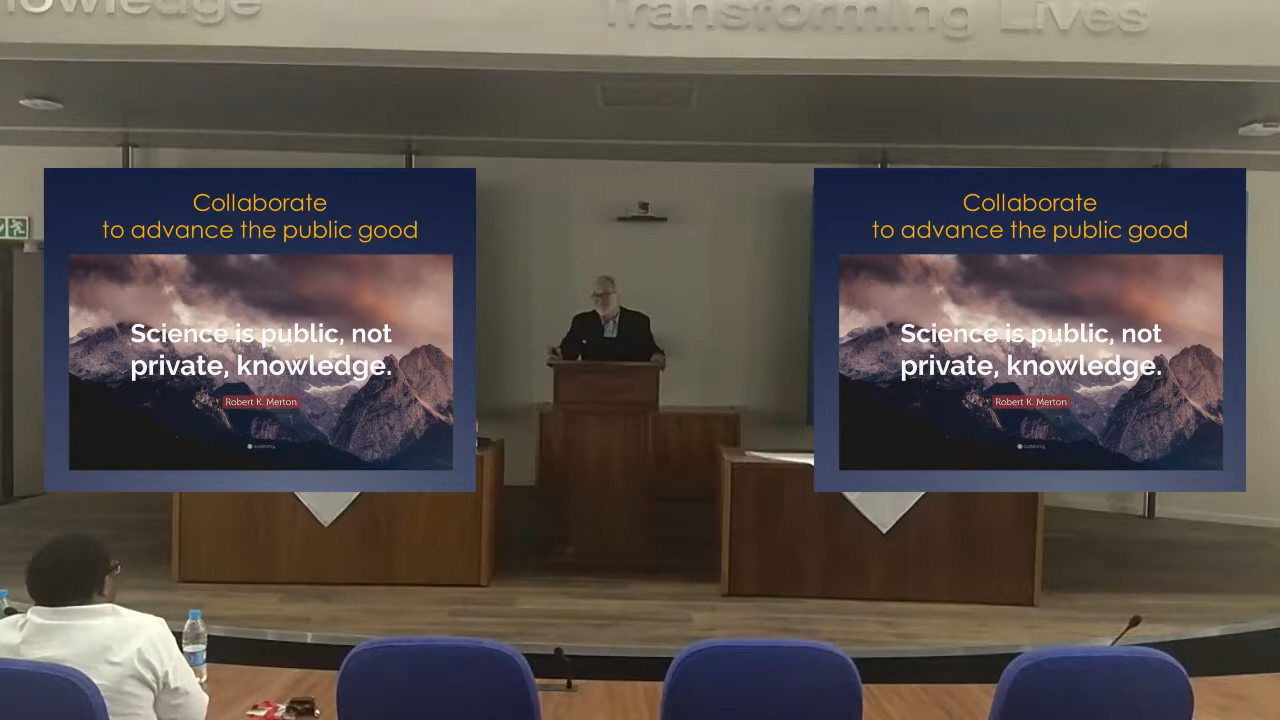 Transforming Lives
Collaborate
to advance the public good
Science is public, not
private, knowledge.
Robert K. Merton
Collaborate
to advance the public good
Science is public, not
private, knowledge.
Robert K. Merton